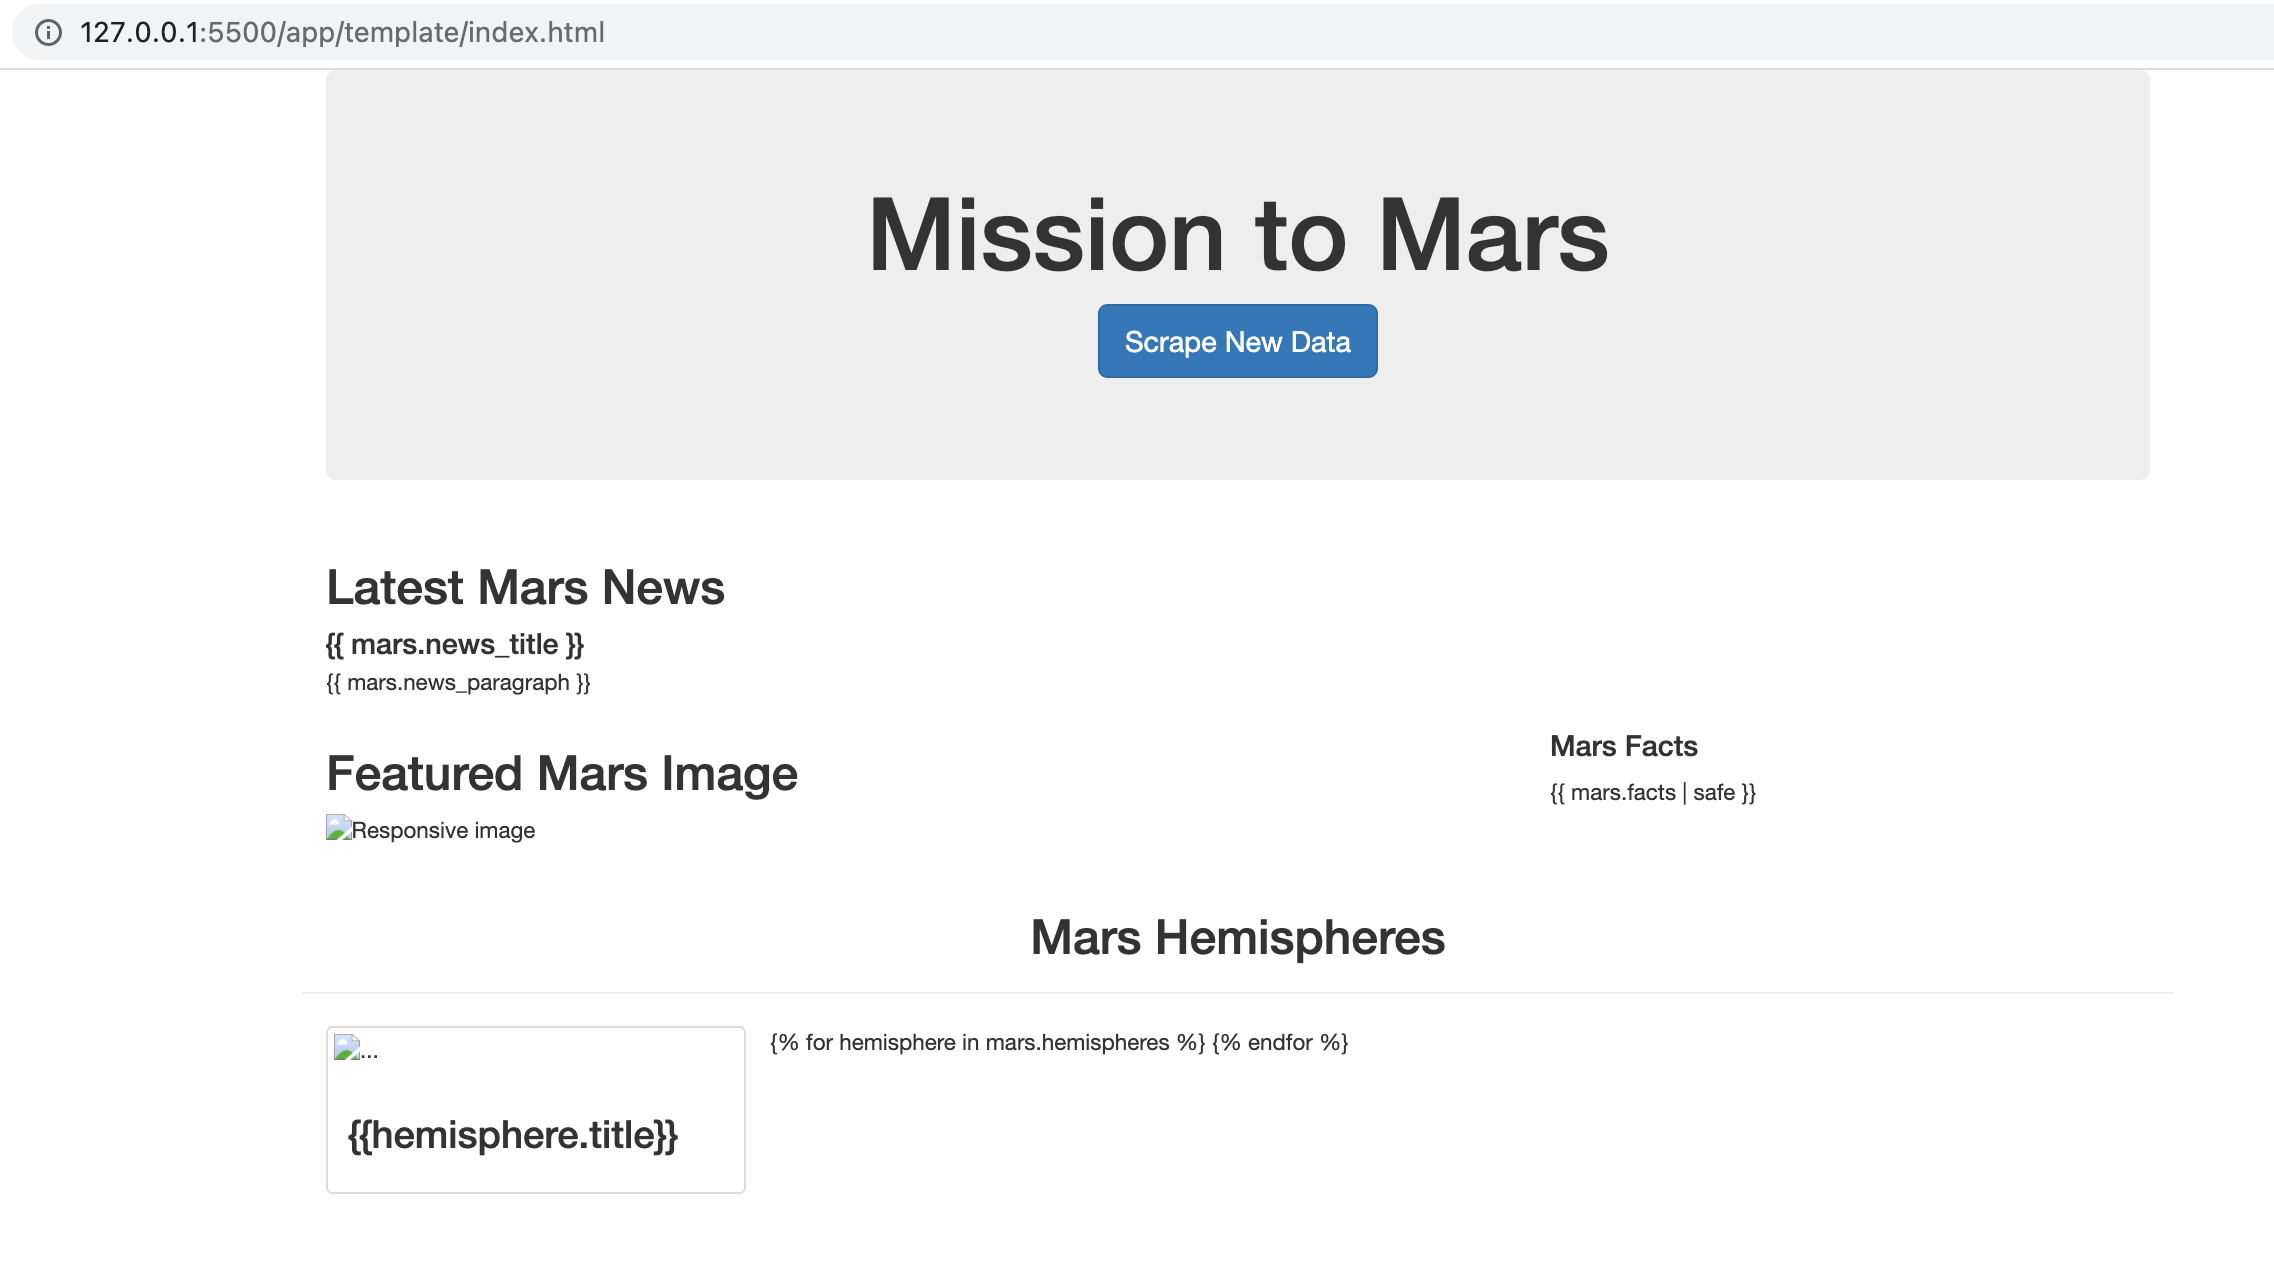 127.0.0.1:5500/app/template/index.html
Mission to Mars
Scrape New Data
Latest Mars News
{{ mars.news_title }}
{{ mars.news_paragraph }}
Featured Mars Image
Responsive image
Mars Facts
{{ mars.facts | safe }}
Mars Hemispheres
...
{{hemisphere.title}}
{% for hemisphere in mars.hemispheres %} {% endfor %}